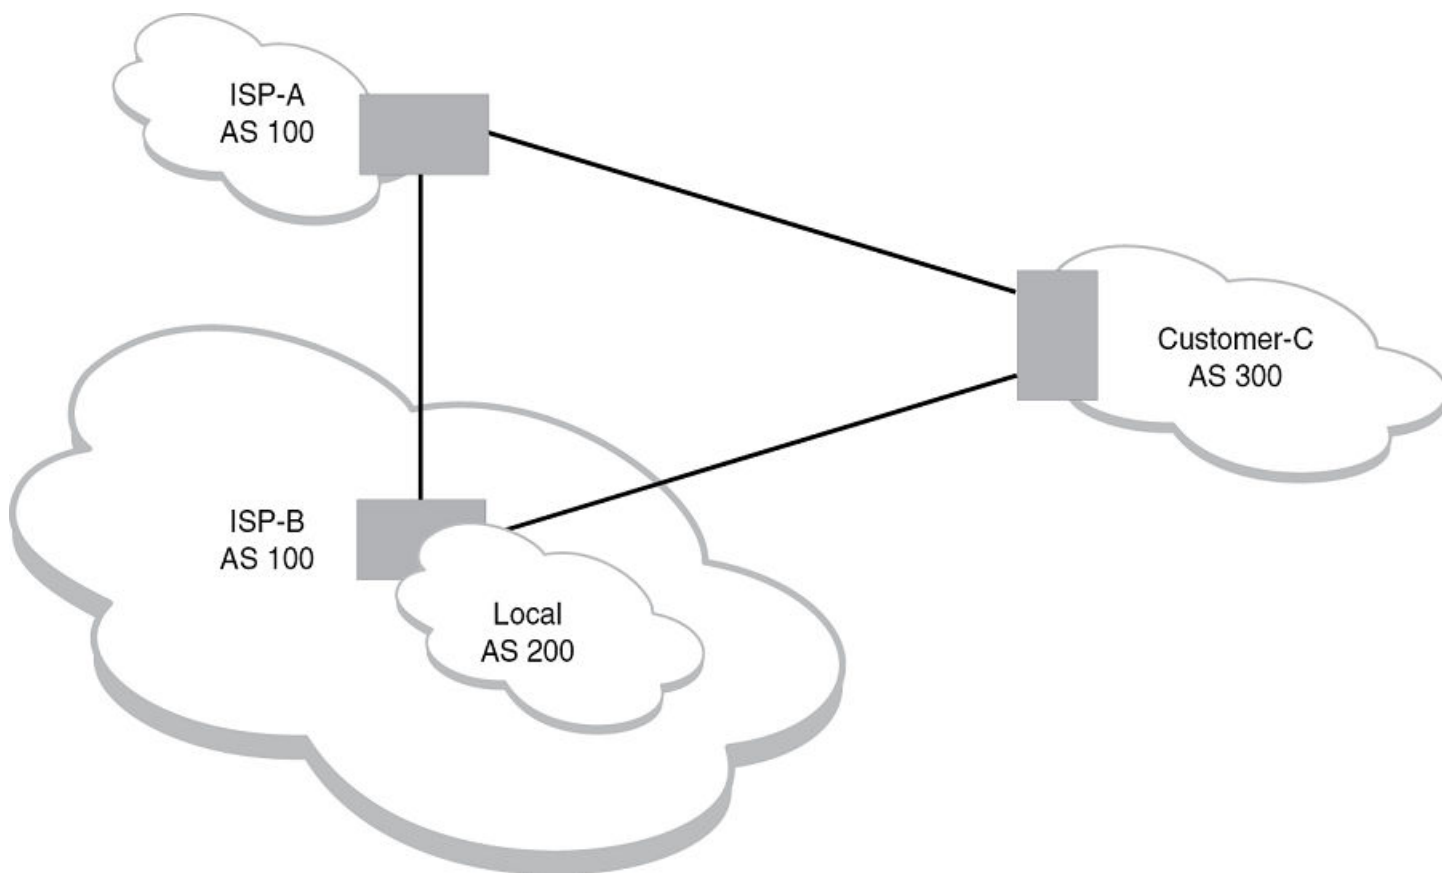 ISP-A
AS 100
Customer-C
AS 300
ISP-B
AS 100
Local
AS 200